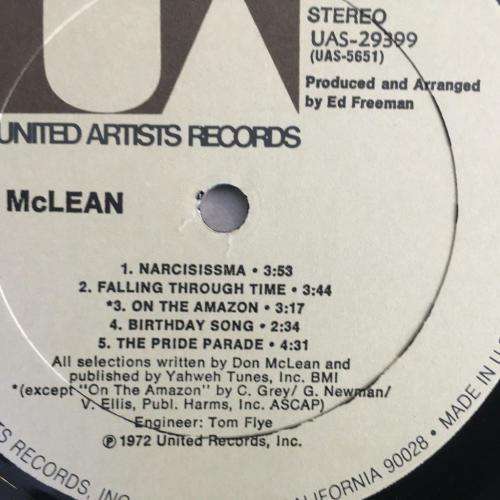 STEREO
UAS-29399
(UAS-5651)
Produced and Arranged
by Ed Freeman
UA
UNITED ARTISTS RECORDS
McLEAN
1. NARCISISSMA • 3:53
2. FALLING THROUGH TIME • 3:44
*3. ON THE AMAZON • 3:17
4. BIRTHDAY SONG • 2:34
5. THE PRIDE PARADE • 4:31
All selections written by Don McLean and
published by Yahweh Tunes, Inc. BMI
*(except "On The Amazon" by C. Grey/ G. Newman/
V. Ellis, Publ. Harms, Inc. ASCAP)
Engineer: Tom Flye
℗ 1972 United Records, Inc.
TS RECORDS, INC
CALIFORNIA 90028 • MADE IN U.S